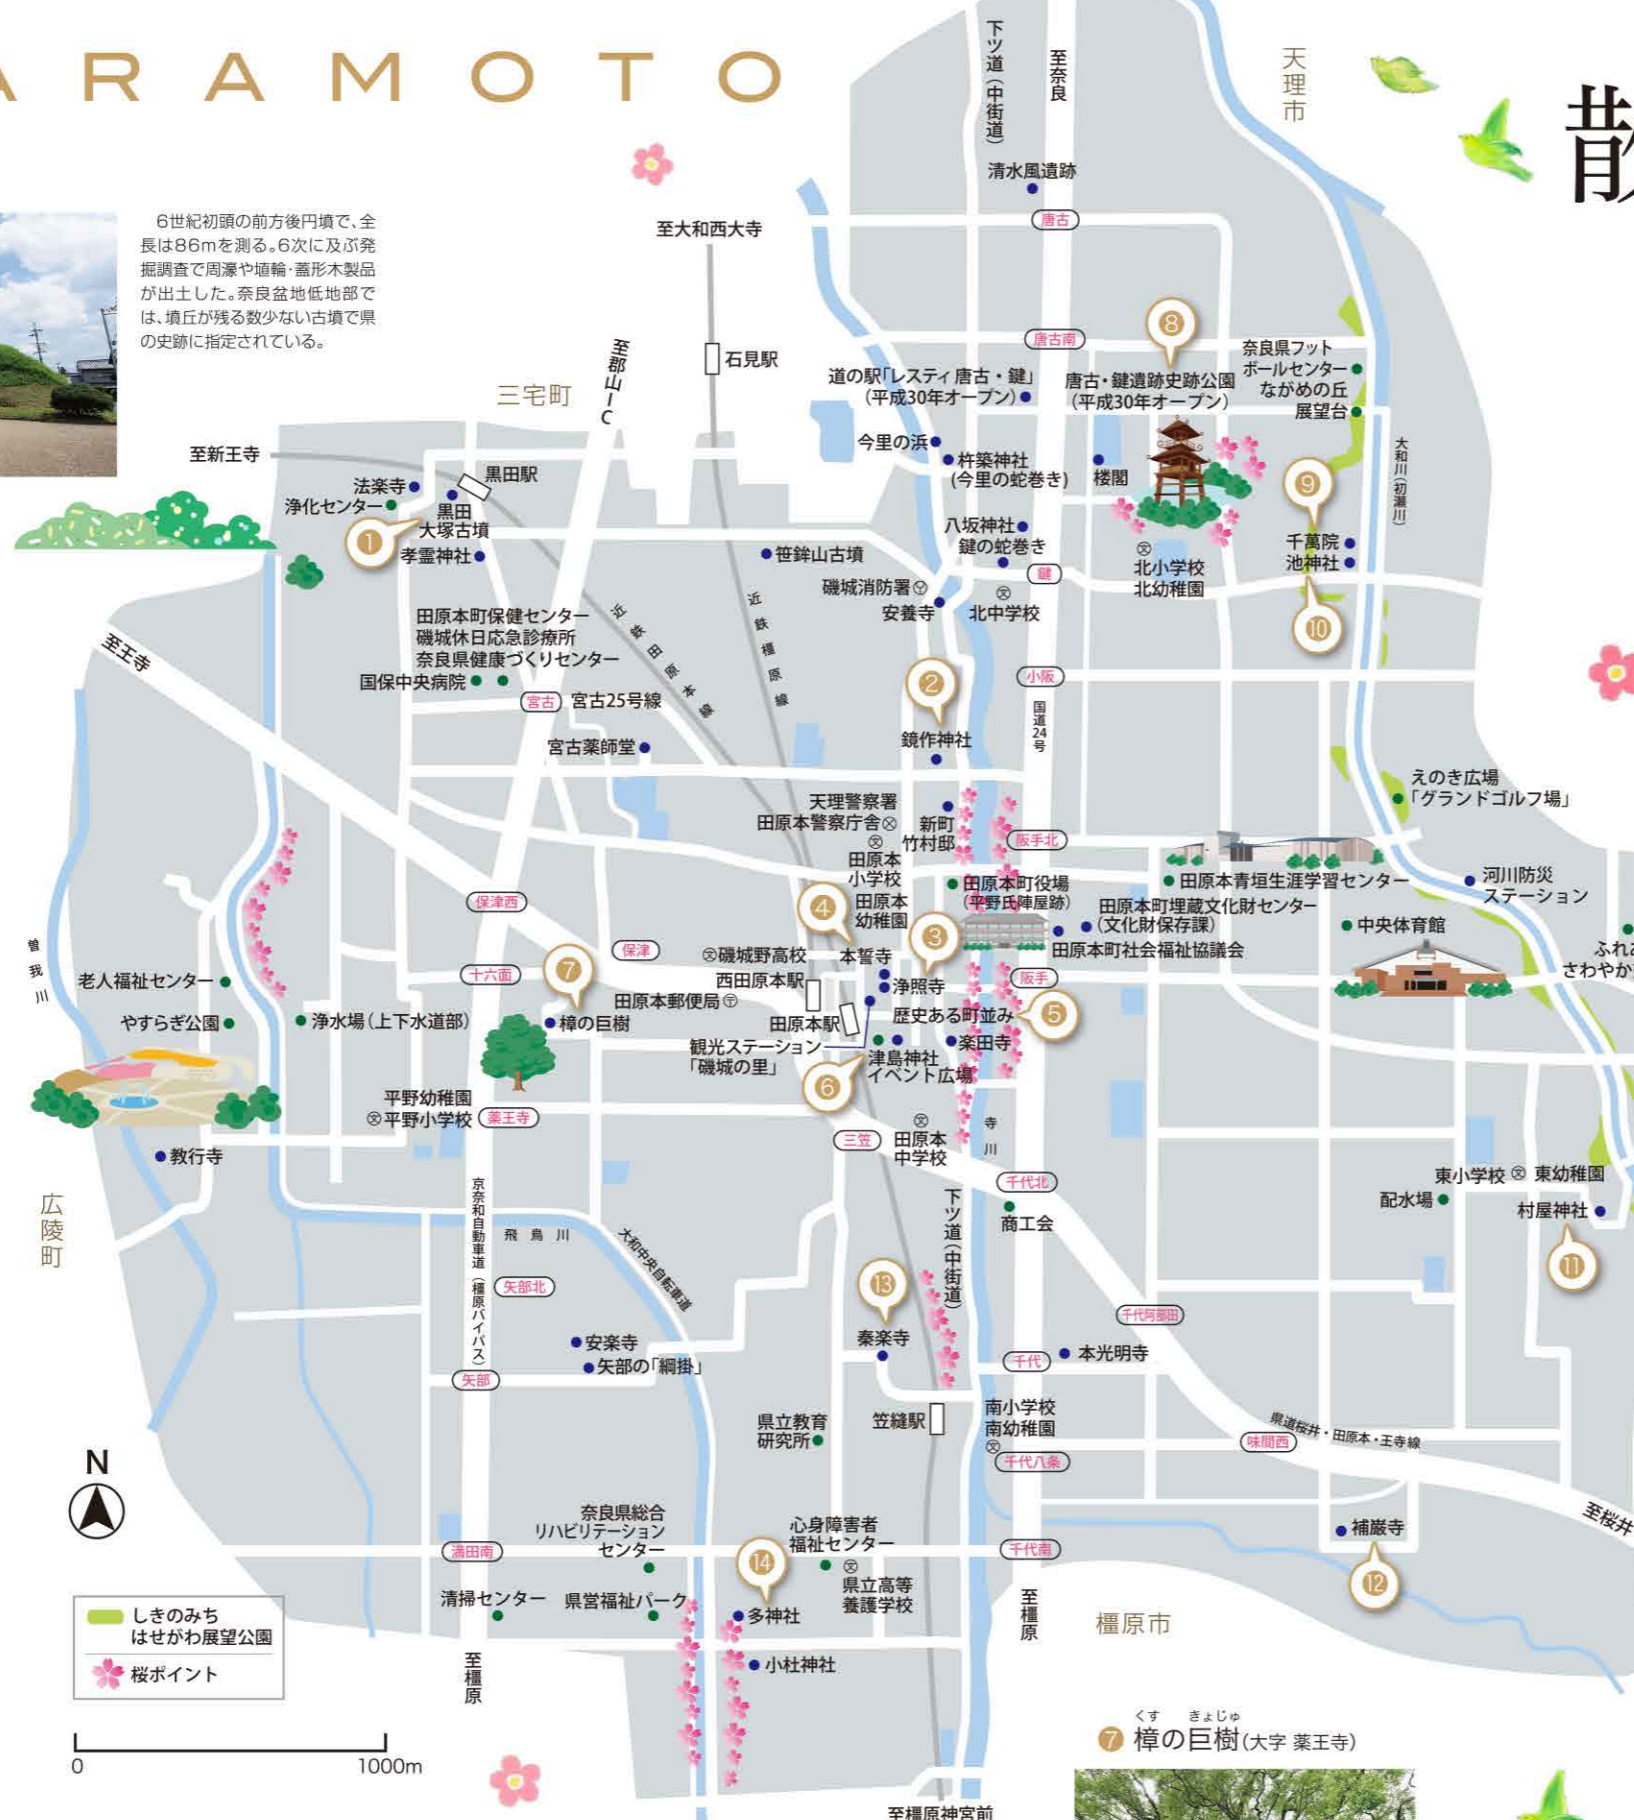 ARAMOTO
散
6世紀初頭の前方後円墳で、全
長は86mを測る。6次に及ぶ発
掘調査で周濠や埴輪・蓋形木製品
が出土した。奈良盆地低地部で
は、墳丘が残る数少ない古墳で県
の史跡に指定されている。
下ツ道（中街道）
至奈良
天理市
清水風遺跡
唐古
至大和西大寺
石見駅
至郡山IC
三宅町
唐古南
8
道の駅「レスティ 唐古・鍵」
（平成30年オープン）
唐古・鍵遺跡史跡公園
（平成30年オープン）
奈良県フット
ボールセンター
ながめの丘
展望台
大和川（初瀬川）
今里の浜
杵築神社
(今里の蛇巻き)
楼閣
9
至新王寺
法楽寺
浄化センター
黒田駅
黒田
大塚古墳
1
孝霊神社
笹鉾山古墳
八坂神社
鍵の蛇巻き
鍵
磯城消防署
安養寺
北中学校
北小学校
北幼稚園
千萬院
池神社
10
近鉄田原本線
近鉄橿原線
田原本町保健センター
磯城休日応急診療所
奈良県健康づくりセンター
国保中央病院
宮古
宮古25号線
宮古薬師堂
至王寺
2
鏡作神社
小阪
国道24号
天理警察署
田原本警察庁舎
新町
竹村邸
田原本
小学校
田原本
幼稚園
阪手北
えのき広場
「グランドゴルフ場」
田原本町役場
（平野氏陣屋跡）
田原本青垣生涯学習センター
田原本町埋蔵文化財センター
（文化財保存課）
田原本町社会福祉協議会
河川防災
ステーション
中央体育館
ふれあ
さわやか
保津西
保津
十六面
7
4
3
磯城野高校
本誓寺
西田原本駅
浄照寺
阪手
田原本郵便局
樟の巨樹
田原本駅
歴史ある町並み
5
観光ステーション
「磯城の里」
楽田寺
津島神社
イベント広場
6
曽我川
老人福祉センター
やすらぎ公園
浄水場（上下水道部）
平野幼稚園
平野小学校
薬王寺
教行寺
広陵町
三笠
田原本
中学校
寺川
千代北
商工会
下ツ道（中街道）
東小学校
東幼稚園
配水場
村屋神社
11
京奈和自動車道（橿原バイパス）
飛鳥川
大和中央自転車道
矢部北
安楽寺
矢部の「綱掛」
矢部
13
秦楽寺
千代阿部田
千代
本光明寺
県立教育
研究所
笠縫駅
南小学校
南幼稚園
千代八条
味間西
県道桜井・田原本・王寺線
至桜井
補巌寺
12
N
奈良県総合
リハビリテーション
センター
満田南
心身障害者
福祉センター
14
千代南
県立高等
養護学校
清掃センター
県営福祉パーク
多神社
小杜神社
至橿原
至橿原
橿原市
しきのみち
はせがわ展望公園
桜ポイント
0
1000m
至橿原神宮前
くす
きょじゅ
7 樟の巨樹（大字 薬王寺）